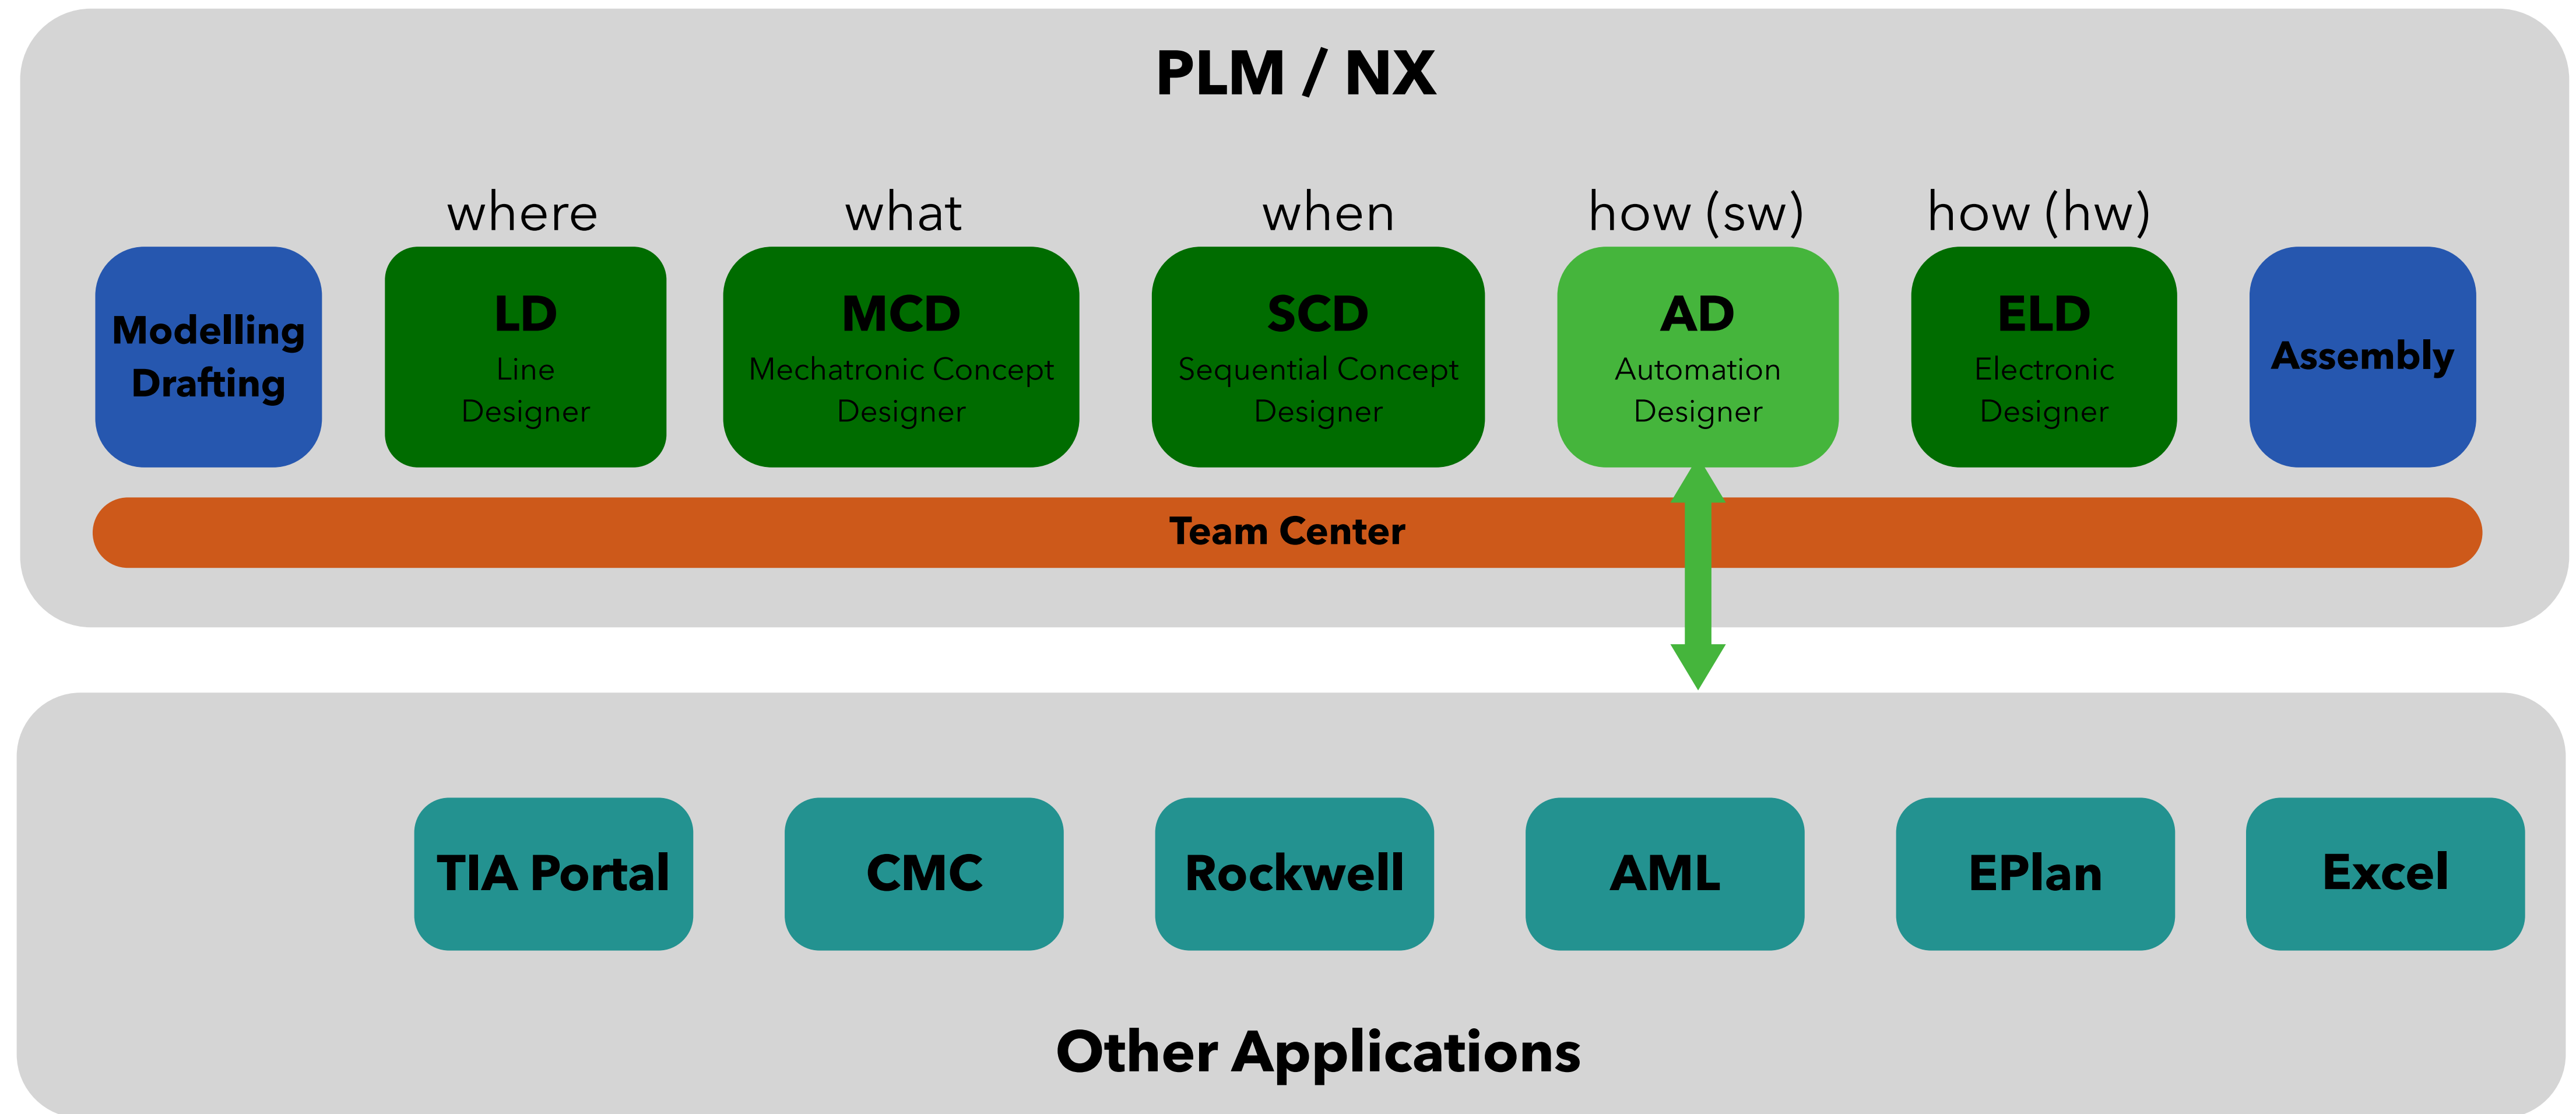 PLM / NX
where
what
when
how (sw)
how (hw)
Modelling
Drafting
LD
Line
Designer
MCD
Mechatronic Concept
Designer
SCD
Sequential Concept
Designer
AD
Automation
Designer
ELD
Electronic
Designer
Assembly
Team Center
TIA Portal
CMC
Rockwell
AML
EPlan
Excel
Other Applications